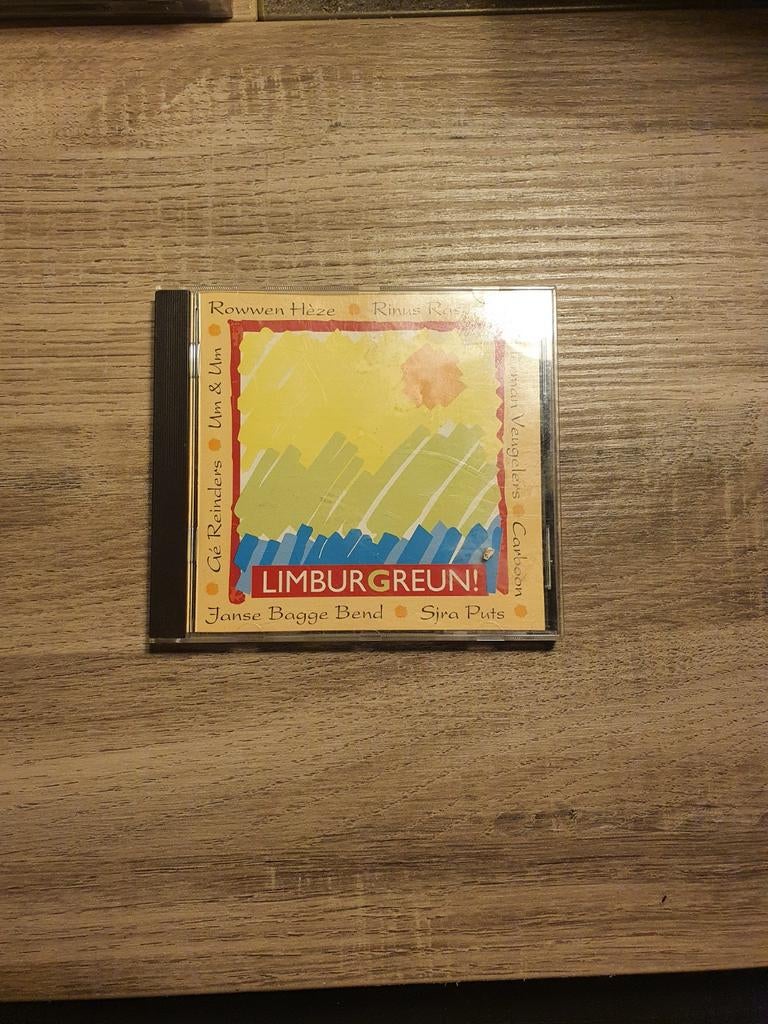 Rowwen Hèze Rinus
Veugelers Carboon
Gé Reinders Um & Um
LIMBURGREUN!
Janse Bagge Bend Sjra Puts